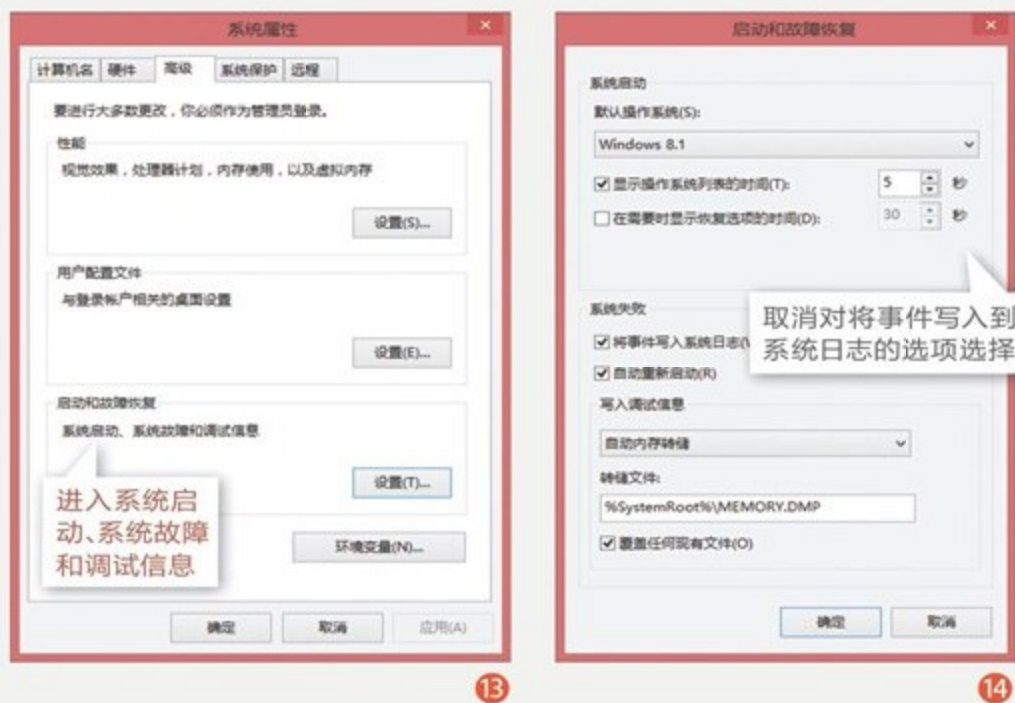 系统属性
计算机名 硬件 高级 系统保护 远程
要进行大多数更改，你必须作为管理员登录。
性能
视觉效果，处理器计划，内存使用，以及虚拟内存
设置(S)...
用户配置文件
与登录帐户相关的桌面设置
设置(E)...
启动和故障恢复
系统启动、系统故障和调试信息
设置(T)...
进入系统启
动、系统故障
和调试信息
环境变量(N)...
确定 取消 应用(A)
13
启动和故障恢复
系统启动
默认操作系统(S):
Windows 8.1
显示操作系统列表的时间(T): 5 秒
在需要时显示恢复选项的时间(D): 30 秒
系统失败
取消对将事件写入到
系统日志的选项选择
将事件写入系统日志(
自动重新启动(R)
写入调试信息
自动内存转储
转储文件:
%SystemRoot%\MEMORY.DMP
覆盖任何现有文件(O)
确定 取消
14